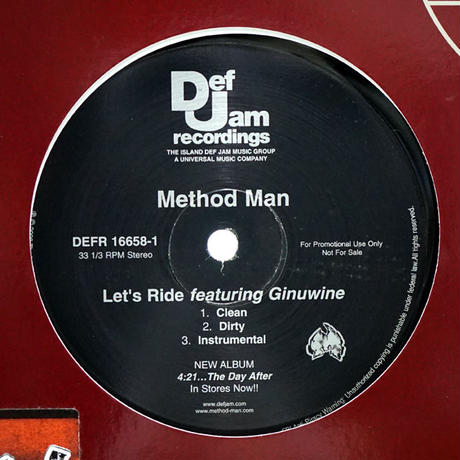 Def
Jam
recordings
THE ISLAND DEF JAM MUSIC GROUP
A UNIVERSAL MUSIC COMPANY
Method Man
DEFR 16658-1
33 1/3 RPM Stereo
For Promotional Use Only
Not For Sale
Let's Ride featuring Ginuwine
1. Clean
2. Dirty
3. Instrumental
NEW ALBUM
4:21...The Day After
In Stores Now!!
www.defjam.com
www.method-man.com
Warning: Unauthorized copying is punishable under federal law. All rights reserved.